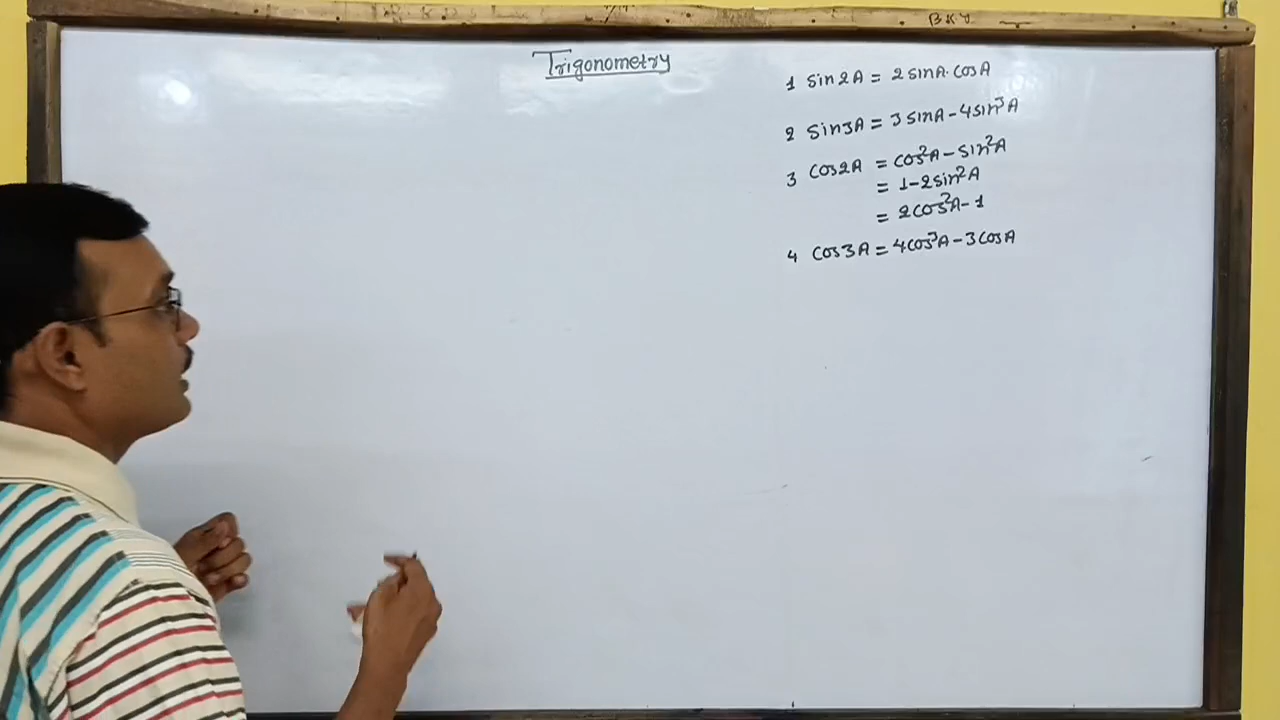 BKY
Trigonometry
1 sin2A = 2sinA·cosA
2 sin3A = 3sinA-4sin³A
3 cos2A = cos²A-sin²A
= 1-2sin²A
= 2cos²A-1
4 cos3A = 4cos³A-3cosA